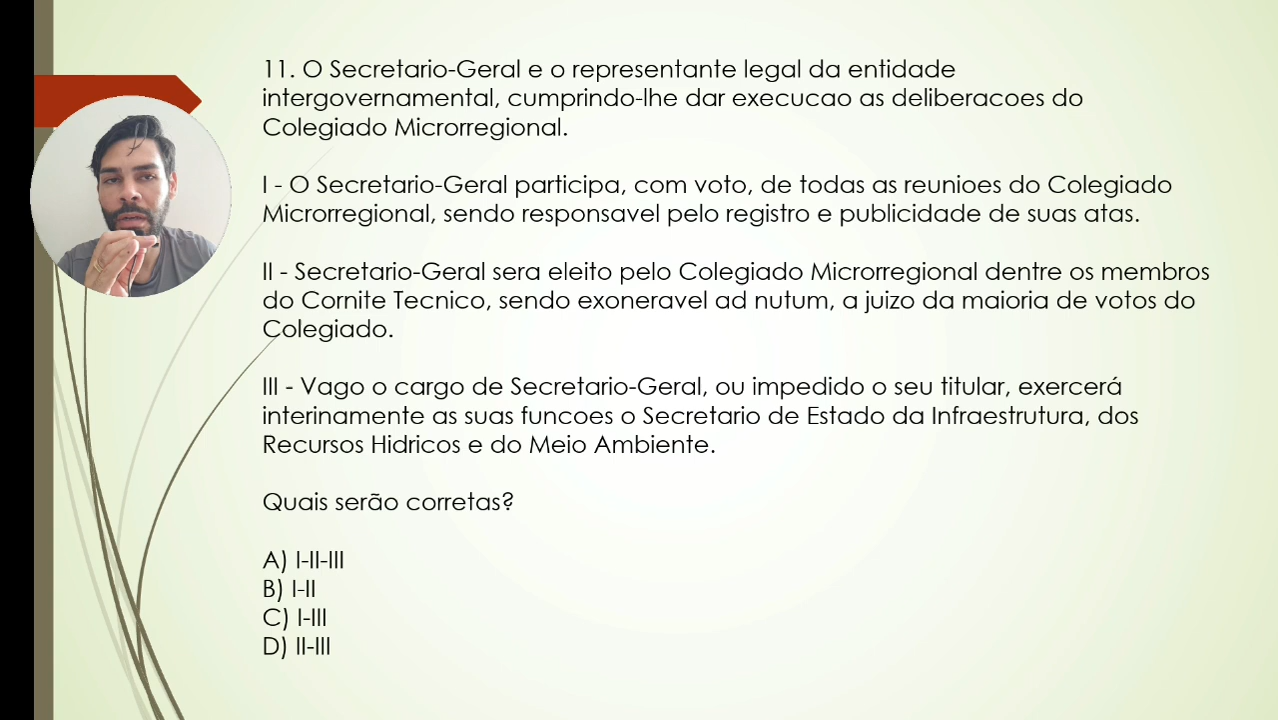 11. O Secretario-Geral e o representante legal da entidade
intergovernamental, cumprindo-lhe dar execucao as deliberacoes do
Colegiado Microrregional.
I - O Secretario-Geral participa, com voto, de todas as reunioes do Colegiado
Microrregional, sendo responsavel pelo registro e publicidade de suas atas.
II - Secretario-Geral sera eleito pelo Colegiado Microrregional dentre os membros
do Cornite Tecnico, sendo exoneravel ad nutum, a juizo da maioria de votos do
Colegiado.
III - Vago o cargo de Secretario-Geral, ou impedido o seu titular, exercerá
interinamente as suas funcoes o Secretario de Estado da Infraestrutura, dos
Recursos Hidricos e do Meio Ambiente.
Quais serão corretas?
A) I-II-III
B) I-II
C) I-III
D) II-III